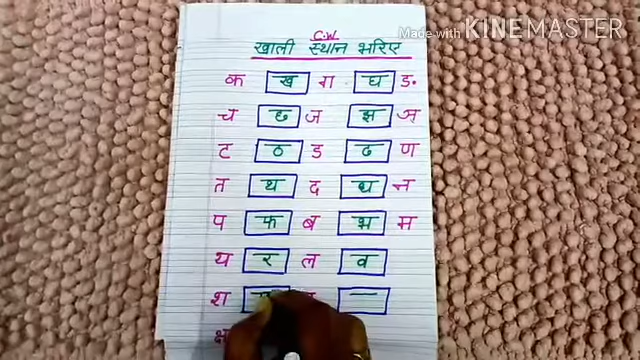 Made with KINEMASTER
C.W.
खाली स्थान भरिए
क ख ग घ ङ
च छ ज झ ञ
ट ठ ड ढ ण
त थ द ध न
प फ ब भ म
य र ल व
श
क्ष